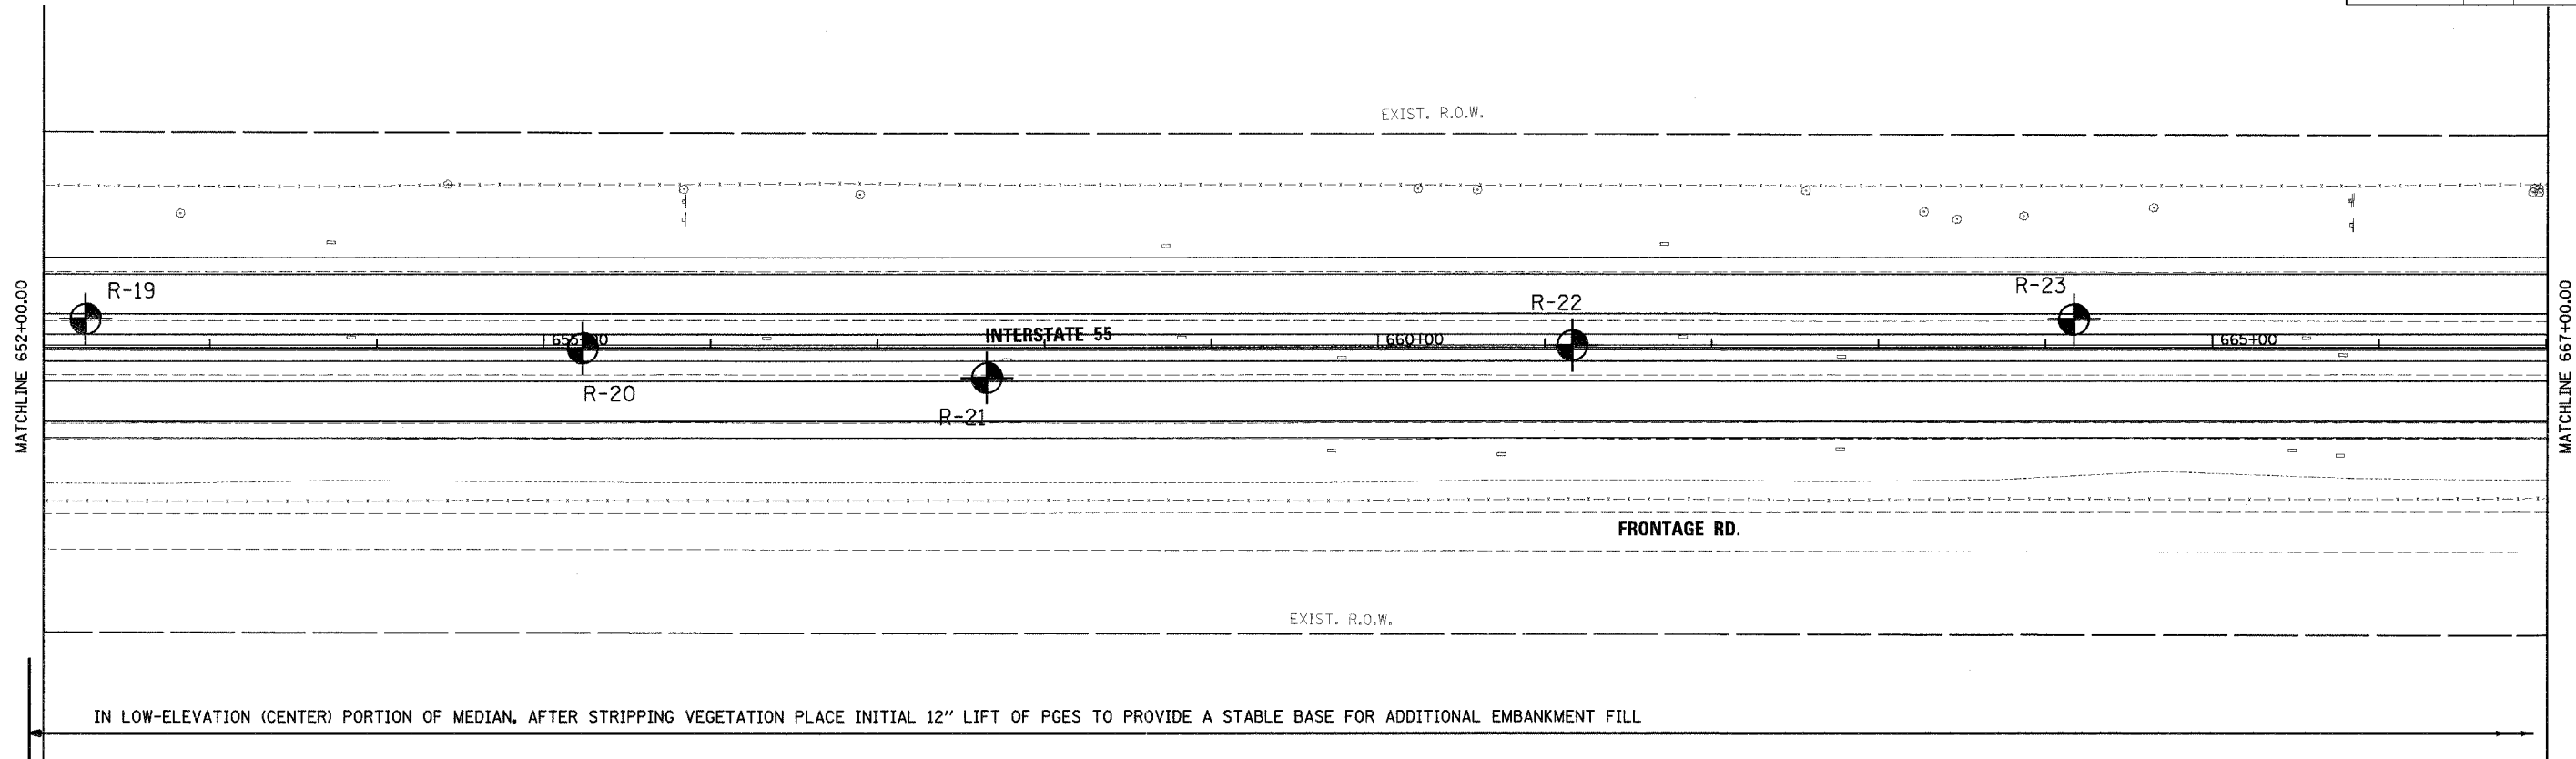 EXIST. R.O.W.
MATCHLINE 652+00.00
MATCHLINE 667+00.00
R-19
R-23
R-22
INTERSTATE 55
655+00
660+00
665+00
R-20
R-21
FRONTAGE RD.
EXIST. R.O.W.
IN LOW-ELEVATION (CENTER) PORTION OF MEDIAN, AFTER STRIPPING VEGETATION PLACE INITIAL 12" LIFT OF PGES TO PROVIDE A STABLE BASE FOR ADDITIONAL EMBANKMENT FILL